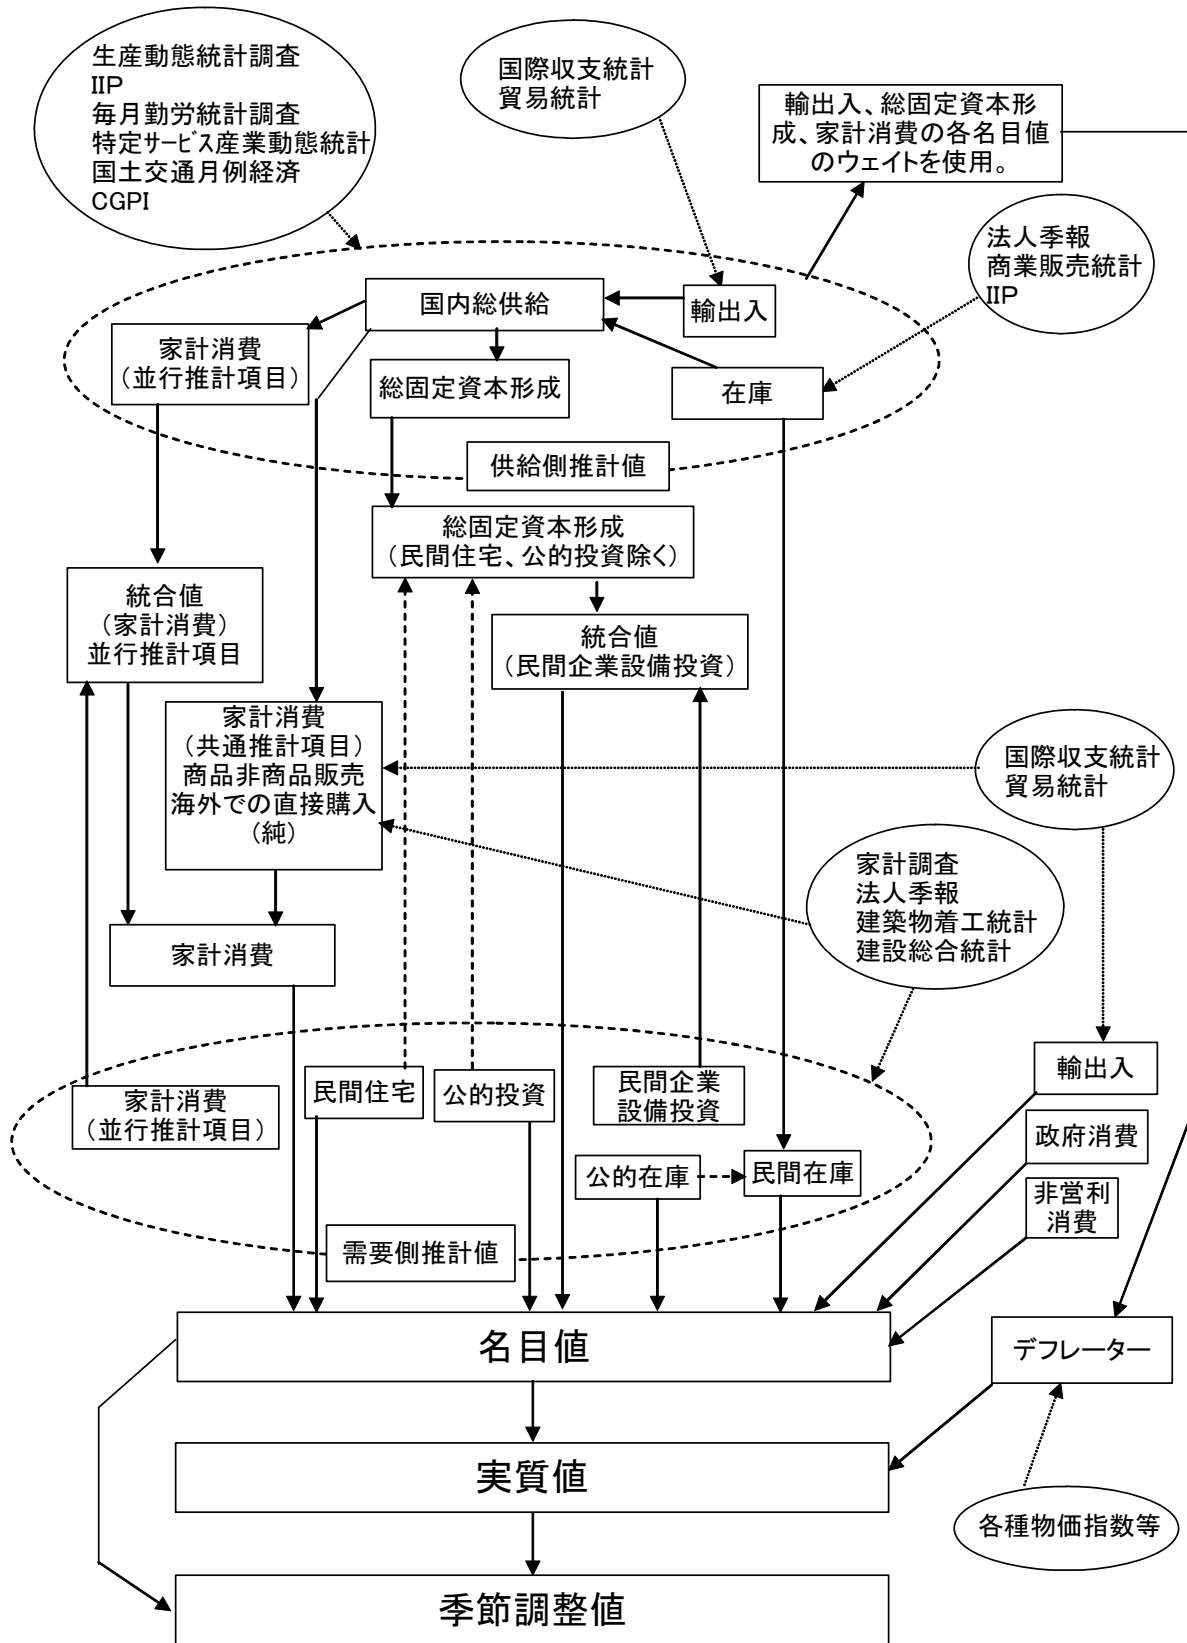 生産動態統計調査
IIP
毎月勤労統計調査
特定サービス産業動態統計
国土交通月例経済
CGPI
国際収支統計
貿易統計
輸出入、総固定資本形
成、家計消費の各名目値
のウェイトを使用。
法人季報
商業販売統計
IIP
国内総供給
輸出入
家計消費
（並行推計項目）
総固定資本形成
在庫
供給側推計値
総固定資本形成
（民間住宅、公的投資除く）
統合値
（家計消費）
並行推計項目
統合値
（民間企業設備投資）
家計消費
（共通推計項目）
商品非商品販売
海外での直接購入
（純）
国際収支統計
貿易統計
家計調査
法人季報
建築物着工統計
建設総合統計
家計消費
輸出入
民間住宅
公的投資
民間企業
設備投資
家計消費
（並行推計項目）
政府消費
公的在庫
民間在庫
非営利
消費
需要側推計値
名目値
デフレーター
実質値
各種物価指数等
季節調整値